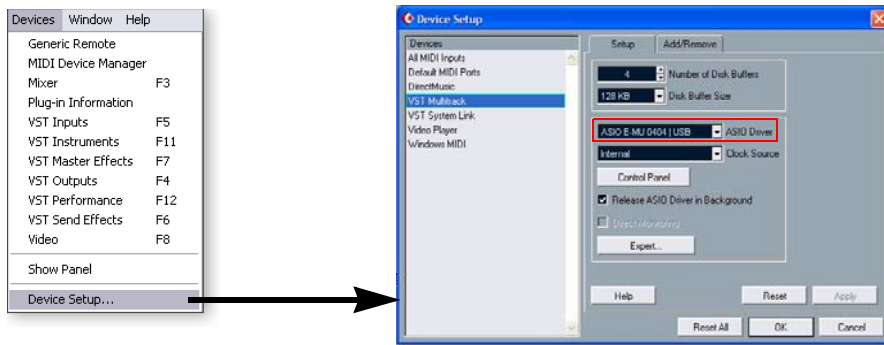 Devices Window Help
Generic Remote
MIDI Device Manager
Mixer F3
Plug-in Information
VST Inputs F5
VST Instruments F11
VST Master Effects F7
VST Outputs F4
VST Performance F12
VST Send Effects F6
Video F8
Show Panel
Device Setup...
Device Setup
Devices
All MIDI Inputs
Default MIDI Ports
DirectMusic
VST Multitrack
VST System Link
Video Player
Windows MIDI
Setup Add/Remove
4 Number of Disk Buffers
128 KB Disk Buffer Size
ASIO E-MU 0404 | USB ASIO Driver
Internal Clock Source
Control Panel
Release ASIO Driver in Background
Direct Monitoring
Expert...
Help Reset Apply
Reset All OK Cancel